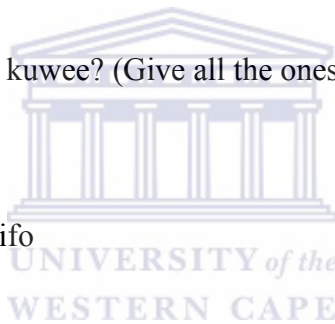 kuwee? (Give all the ones
ifo
UNIVERSITY of the
WESTERN CAPE